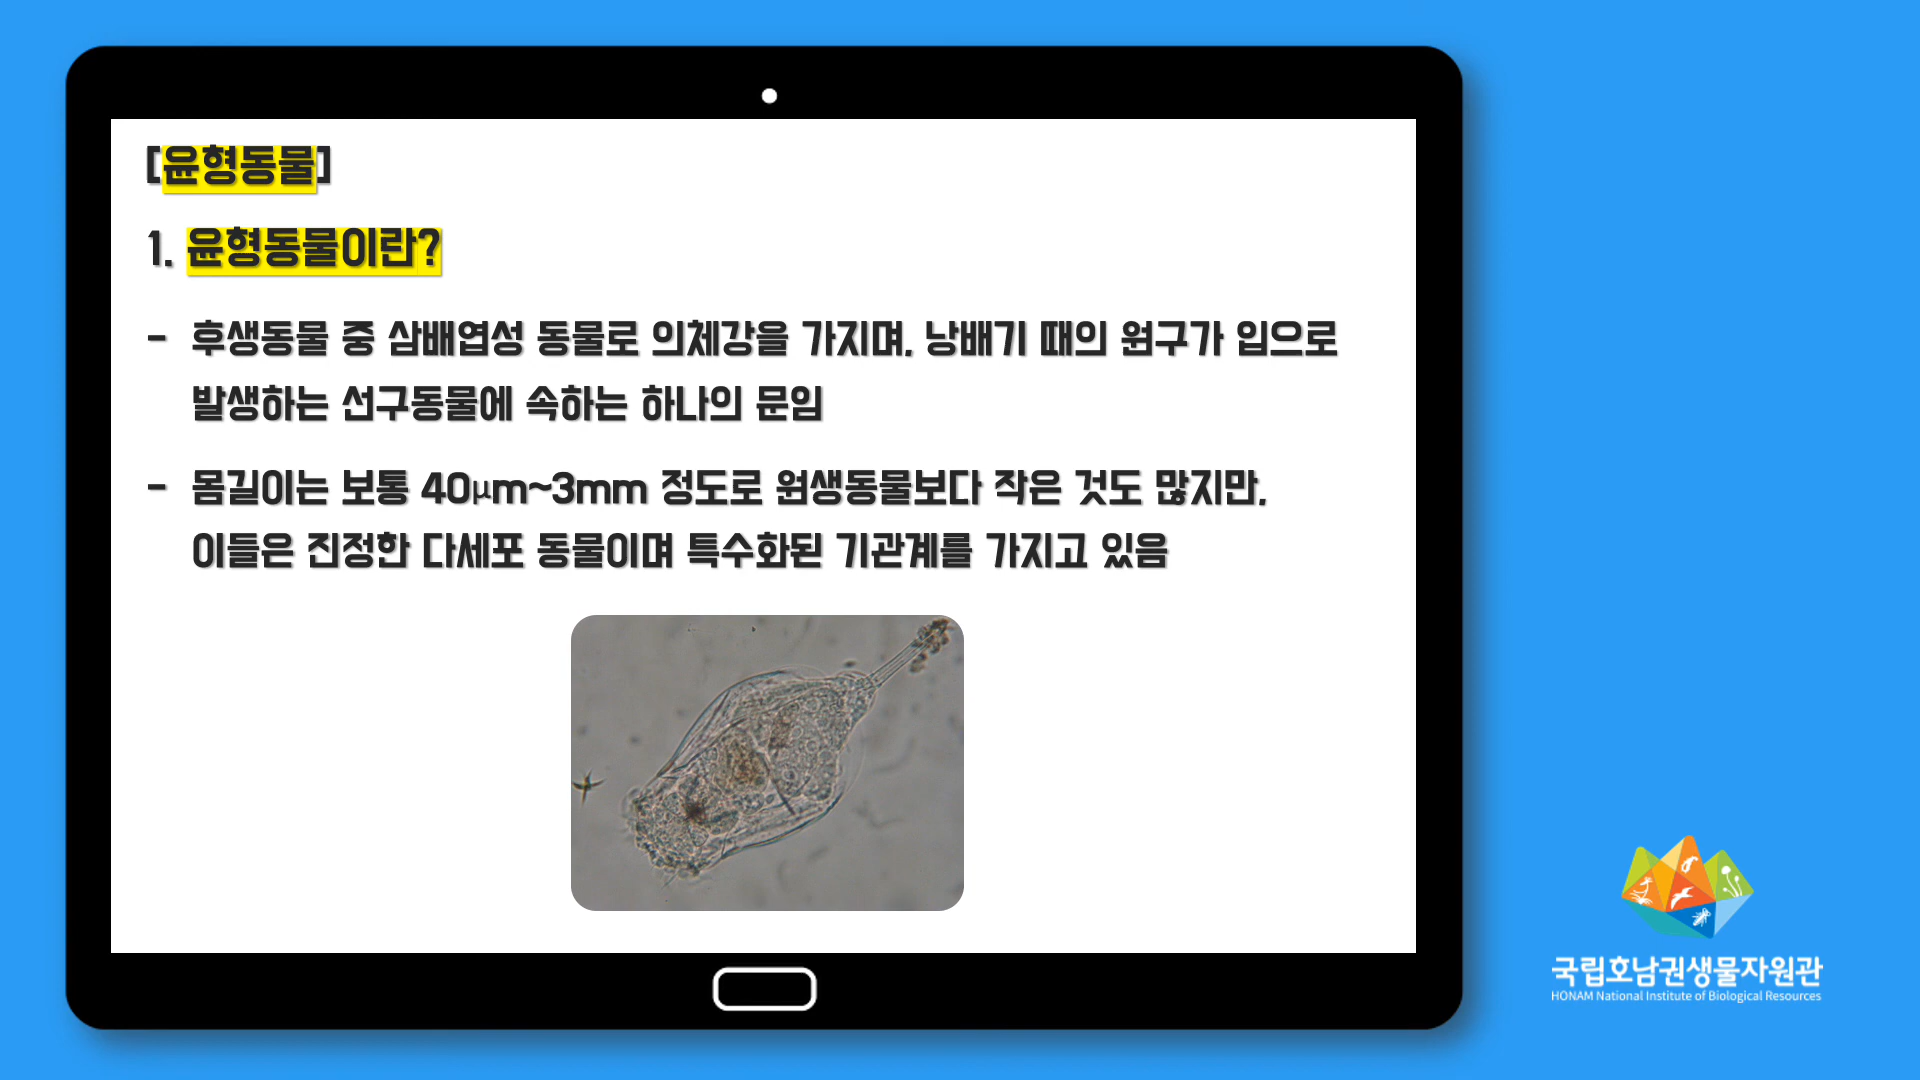 [윤형동물]
1. 윤형동물이란?
- 후생동물 중 삼배엽성 동물로 의체강을 가지며, 낭배기 때의 원구가 입으로
발생하는 선구동물에 속하는 하나의 문임
- 몸길이는 보통 40μm~3mm 정도로 원생동물보다 작은 것도 많지만,
이들은 진정한 다세포 동물이며 특수화된 기관계를 가지고 있음
국립호남권생물자원관
HONAM National Institute of Biological Resources